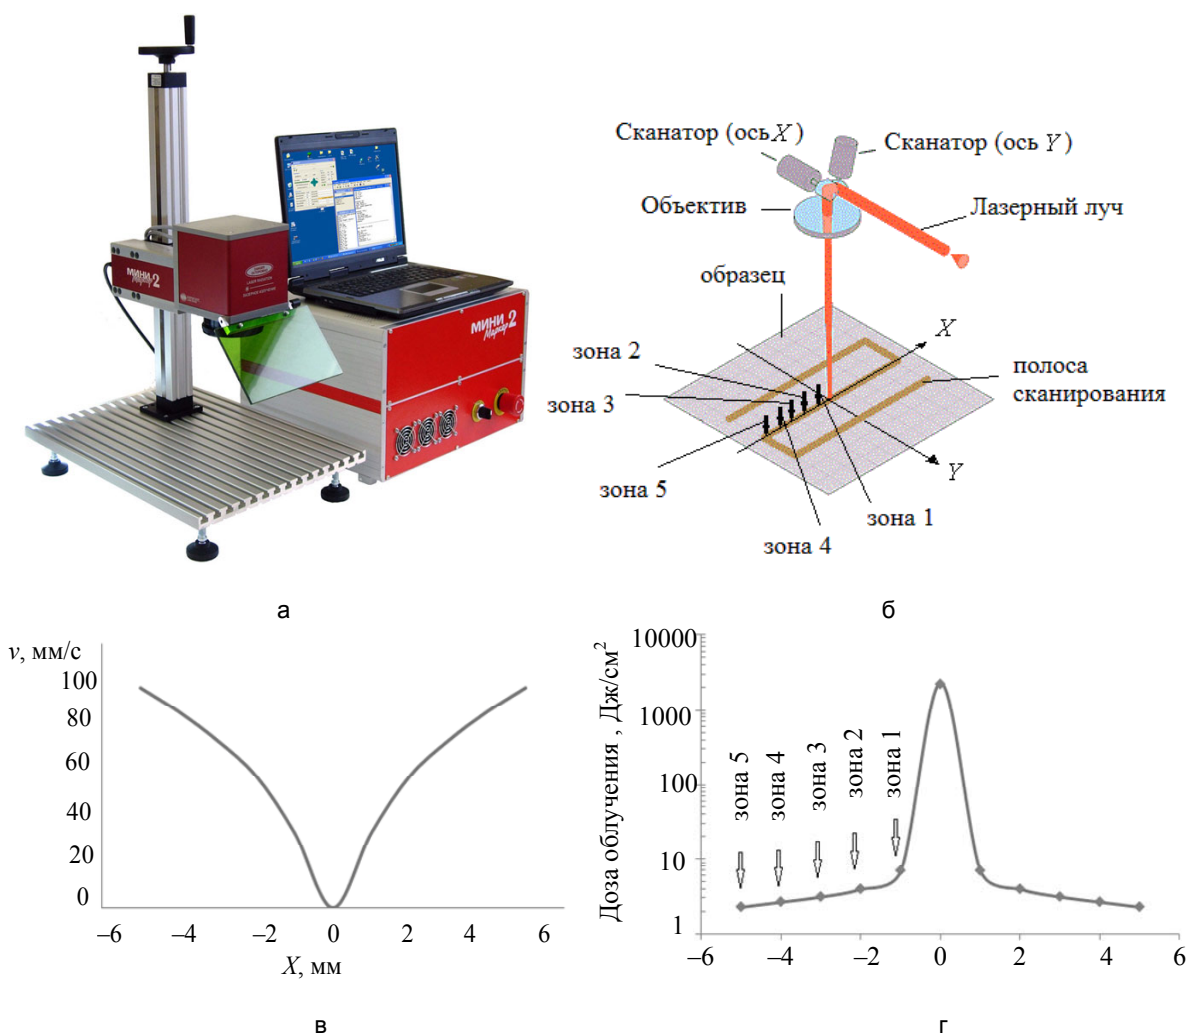 МИНИ
Маркер 2
МИНИ
Маркер 2
Сканатор (ось X)
Сканатор (ось Y)
Объектив
Лазерный луч
образец
X
зона 2
полоса
сканирования
зона 3
Y
зона 5
зона 1
зона 4
а
б
v, мм/с
100
80
60
40
20
0
–6
–4
–2
0
2
4
6
X, мм
в
Доза облучения , Дж/см²
10000
1000
100
10
1
зона 5
зона 4
зона 3
зона 2
зона 1
–6
–4
–2
0
2
4
6
г